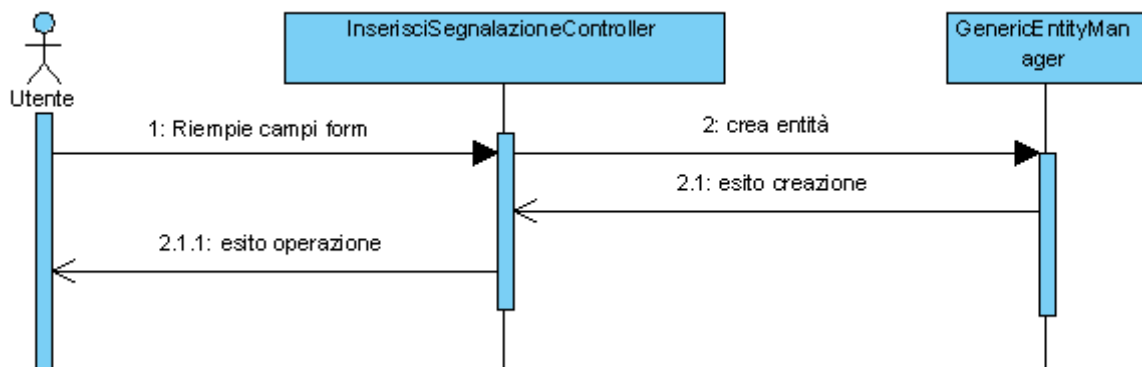 InserisciSegnalazioneController
GenericEntityMan
ager
Utente
1: Riempie campi form
2: crea entità
2.1: esito creazione
2.1.1: esito operazione